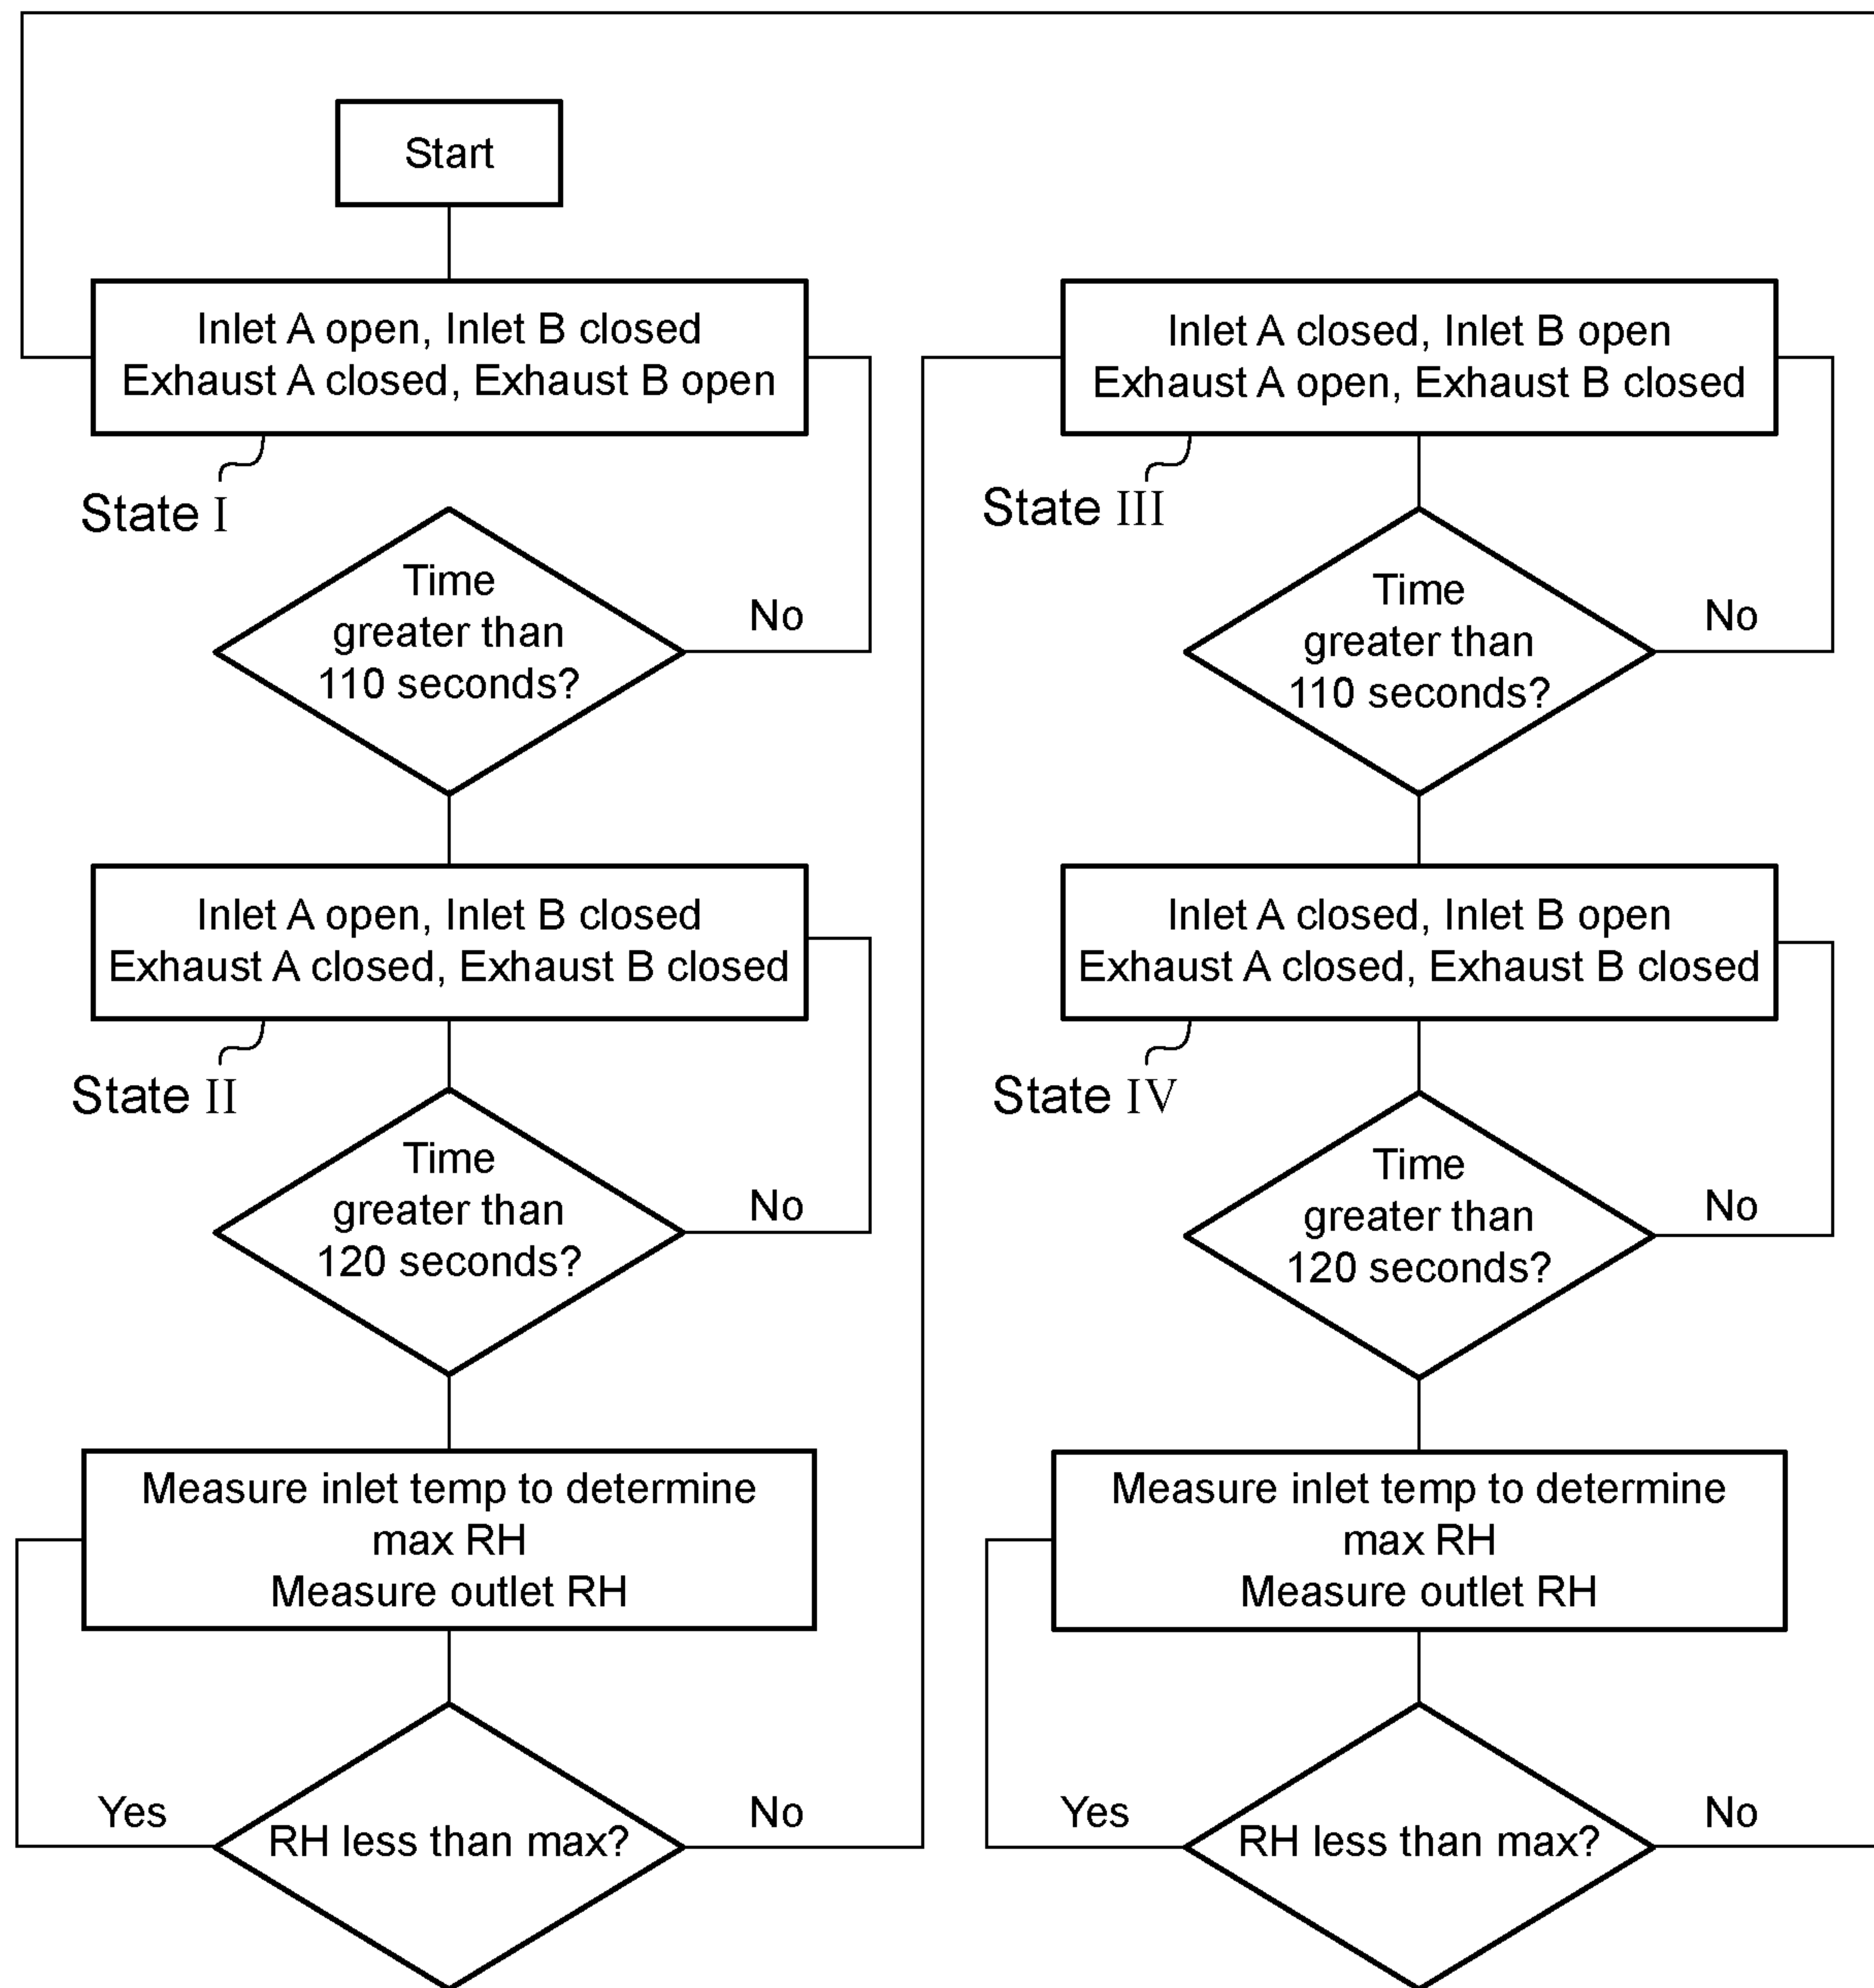 Start
Inlet A open, Inlet B closed
Exhaust A closed, Exhaust B open
State I
Time
greater than
110 seconds?
No
Inlet A open, Inlet B closed
Exhaust A closed, Exhaust B closed
State II
Time
greater than
120 seconds?
No
Measure inlet temp to determine
max RH
Measure outlet RH
Yes
RH less than max?
No
Inlet A closed, Inlet B open
Exhaust A open, Exhaust B closed
State III
Time
greater than
110 seconds?
No
Inlet A closed, Inlet B open
Exhaust A closed, Exhaust B closed
State IV
Time
greater than
120 seconds?
No
Measure inlet temp to determine
max RH
Measure outlet RH
Yes
RH less than max?
No